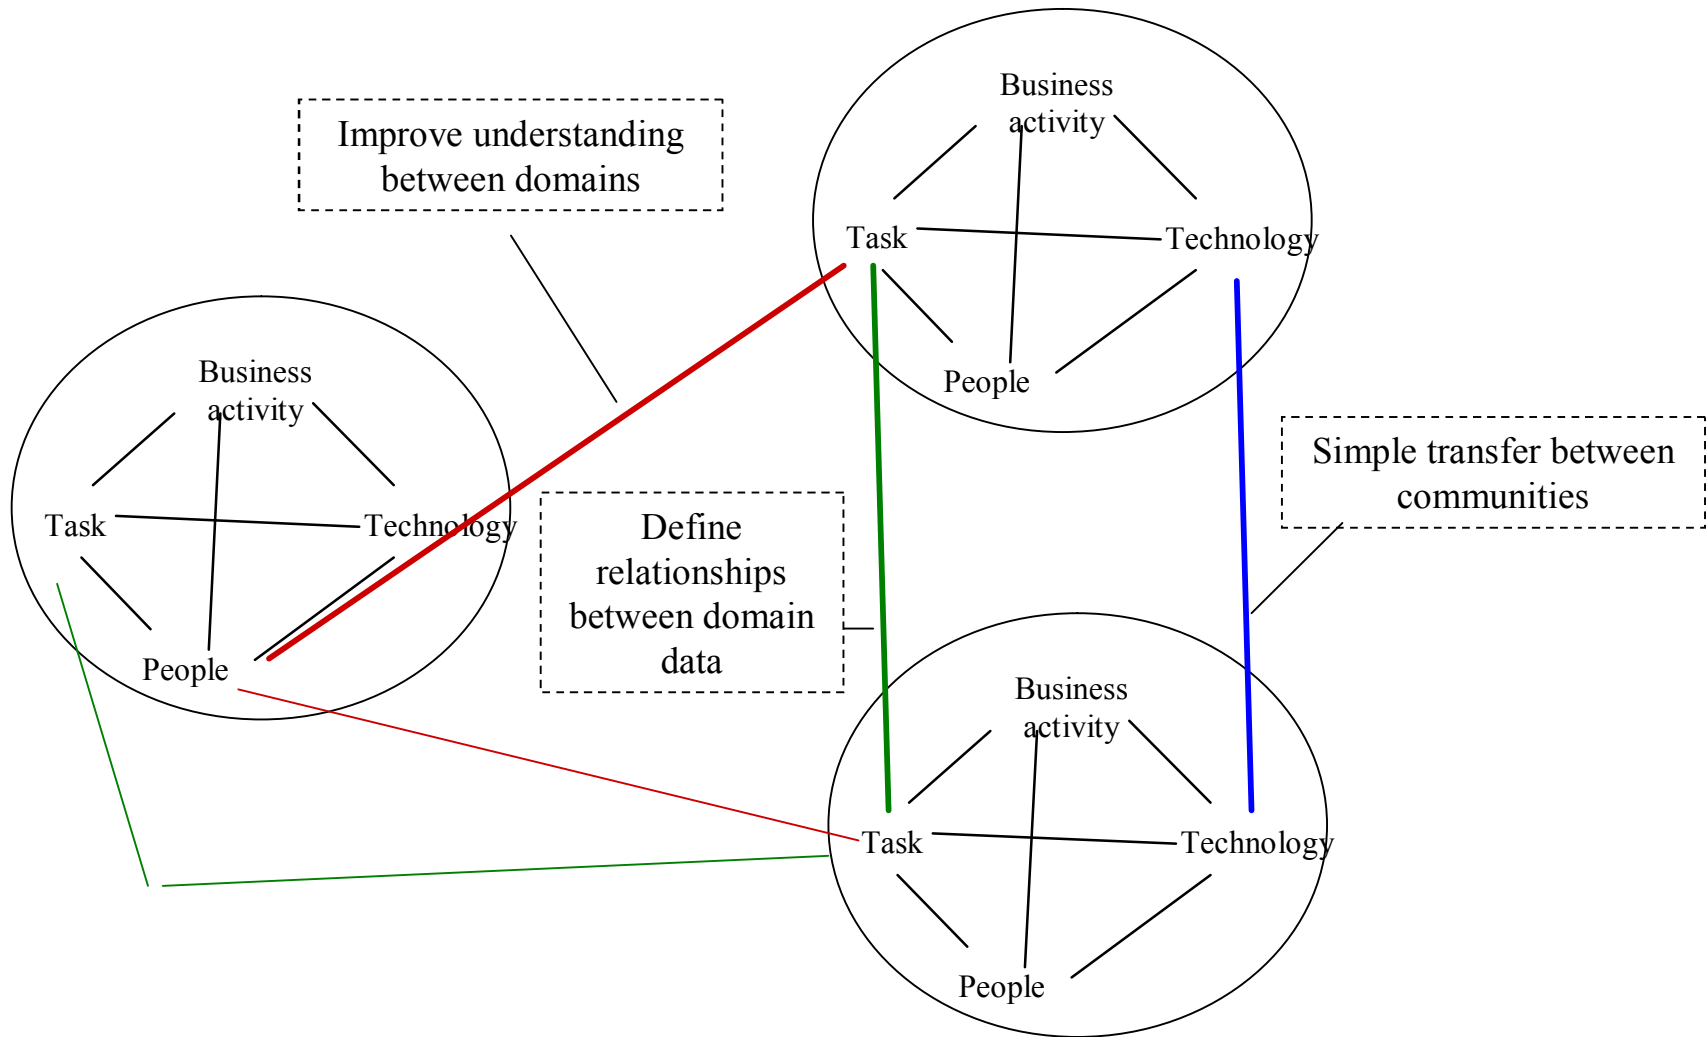 Business
activity
Improve understanding
between domains
Task
Technology
People
Business
activity
Task
Technology
People
Simple transfer between
communities
Define
relationships
between domain
data
Business
activity
Task
Technology
People